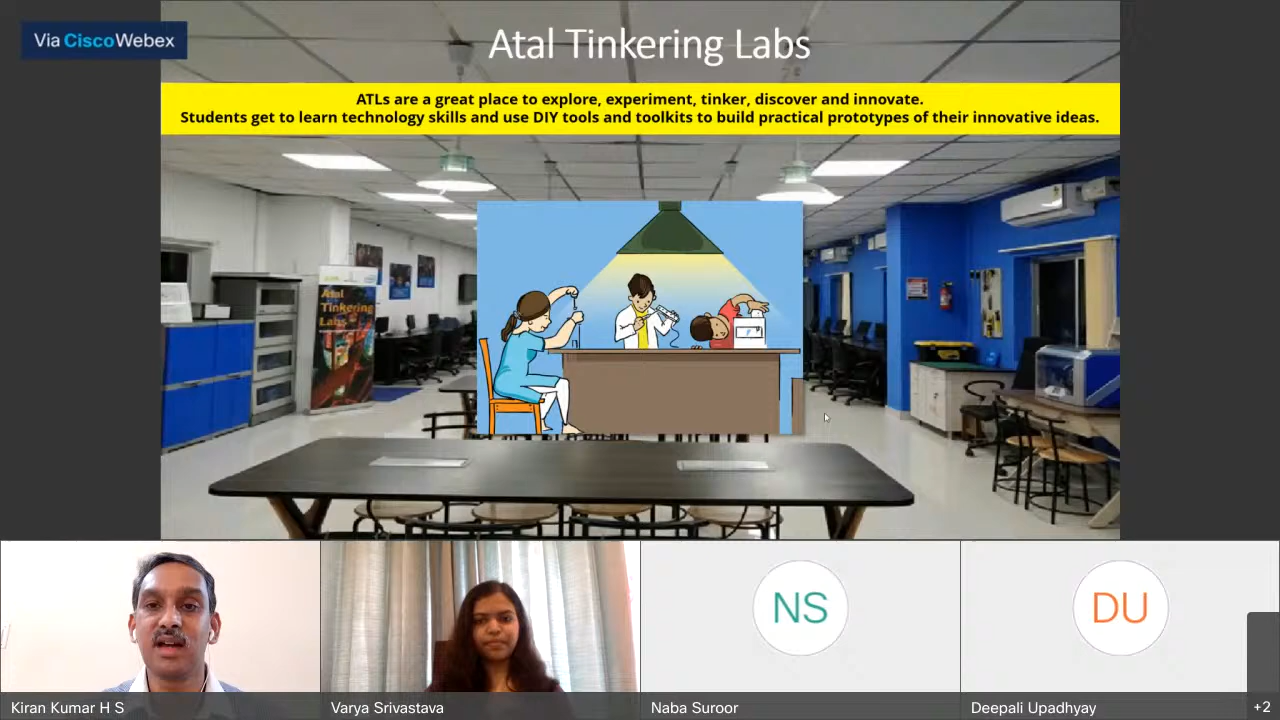 Via Cisco Webex
Atal Tinkering Labs
ATLs are a great place to explore, experiment, tinker, discover and innovate.
Students get to learn technology skills and use DIY tools and toolkits to build practical prototypes of their innovative ideas.
Atal
Tinkering
Labs
NS
DU
Kiran Kumar H S
Varya Srivastava
Naba Suroor
Deepali Upadhyay
+2